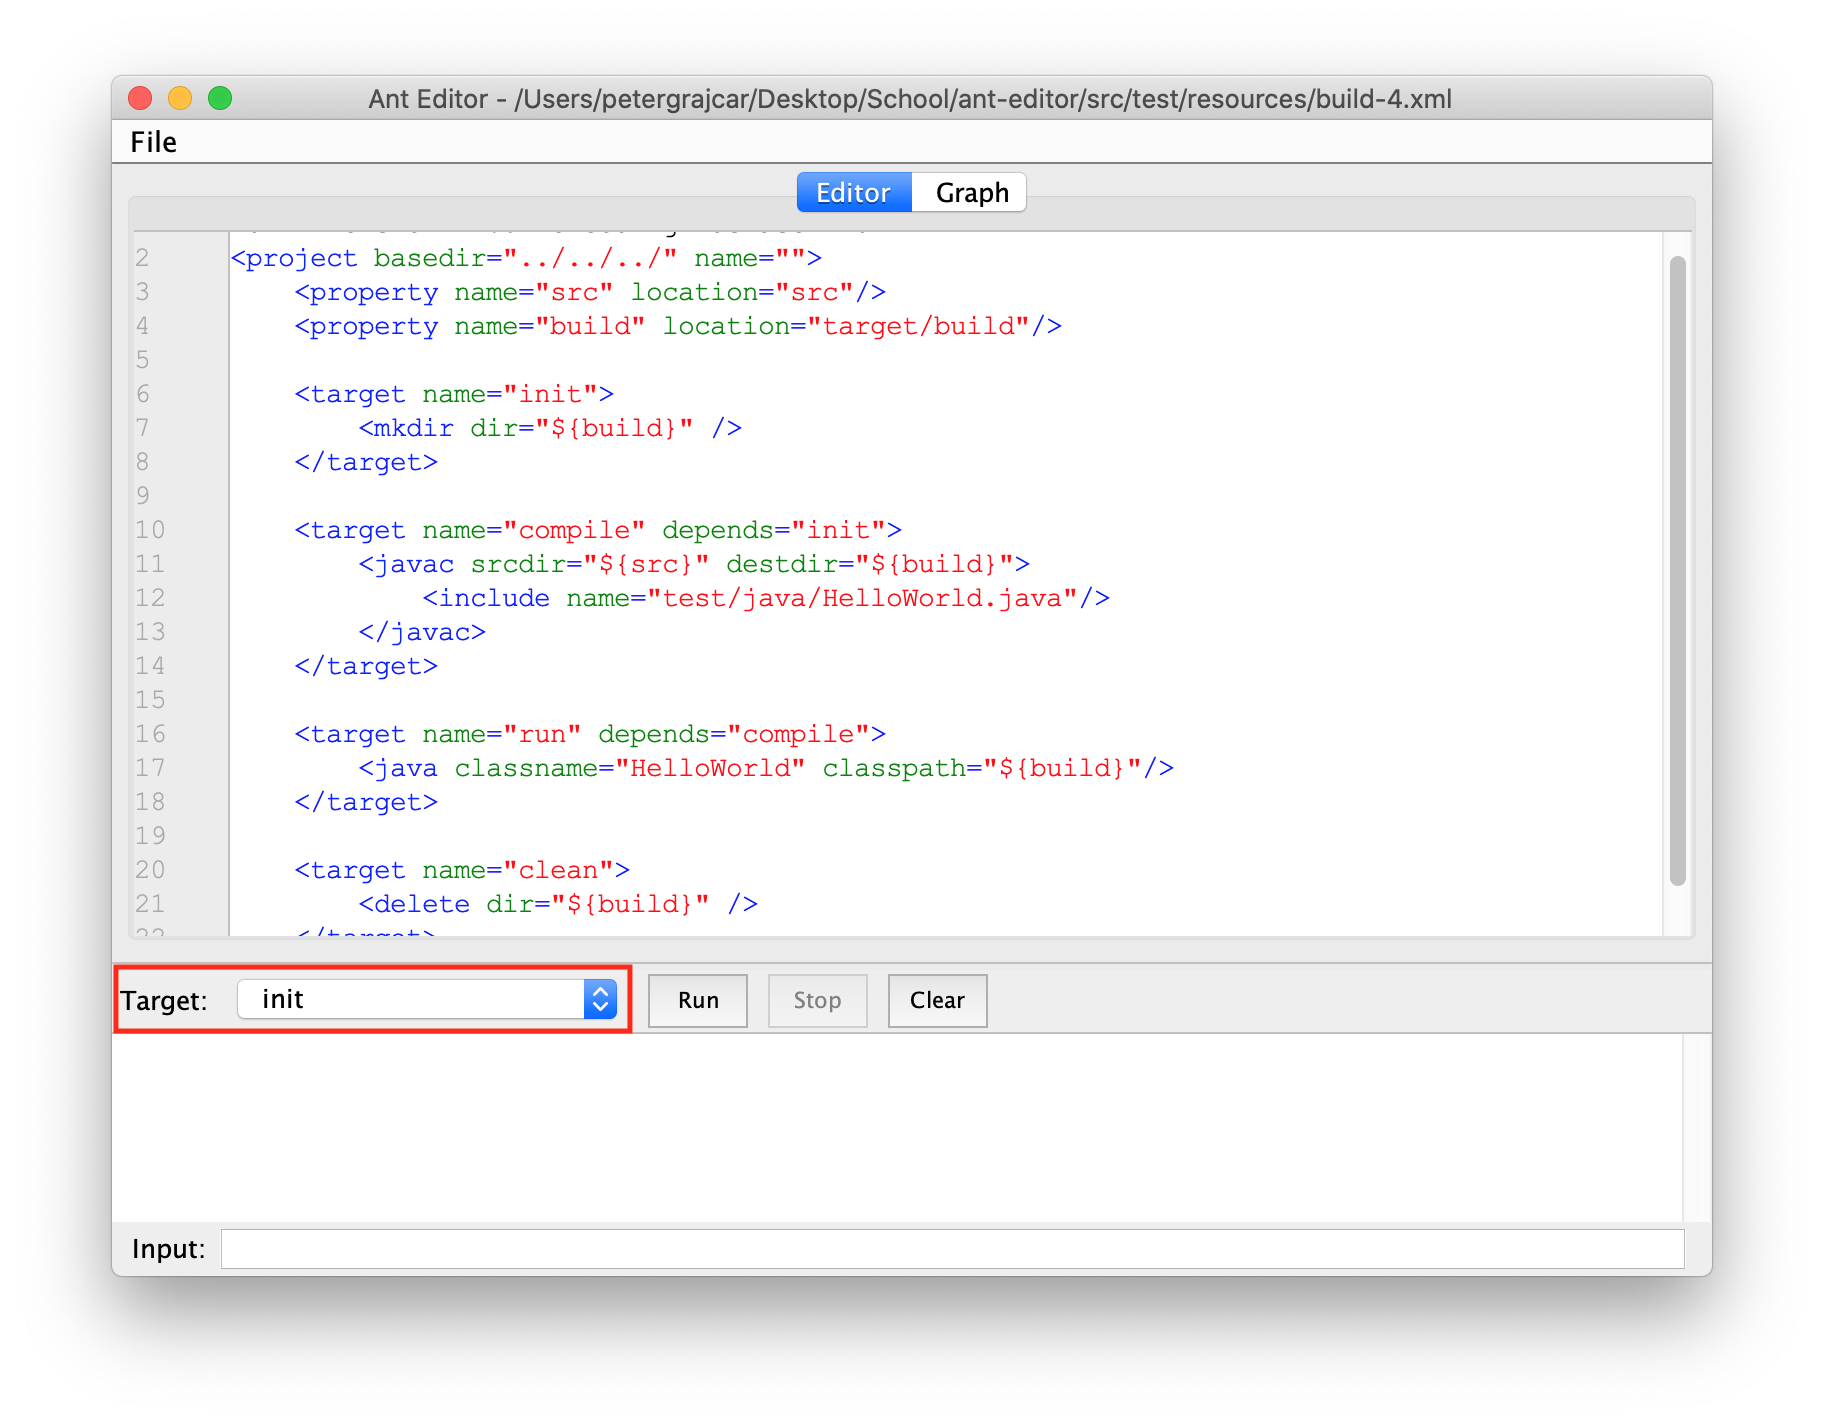 Ant Editor - /Users/petergrajcar/Desktop/School/ant-editor/src/test/resources/build-4.xml
File
Editor Graph
2 <project basedir="../../../" name="">
3 <property name="src" location="src"/>
4 <property name="build" location="target/build"/>
5
6 <target name="init">
7 <mkdir dir="${build}" />
8 </target>
9
10 <target name="compile" depends="init">
11 <javac srcdir="${src}" destdir="${build}">
12 <include name="test/java/HelloWorld.java"/>
13 </javac>
14 </target>
15
16 <target name="run" depends="compile">
17 <java classname="HelloWorld" classpath="${build}"/>
18 </target>
19
20 <target name="clean">
21 <delete dir="${build}" />
22 </target>
Target: init Run Stop Clear
Input: